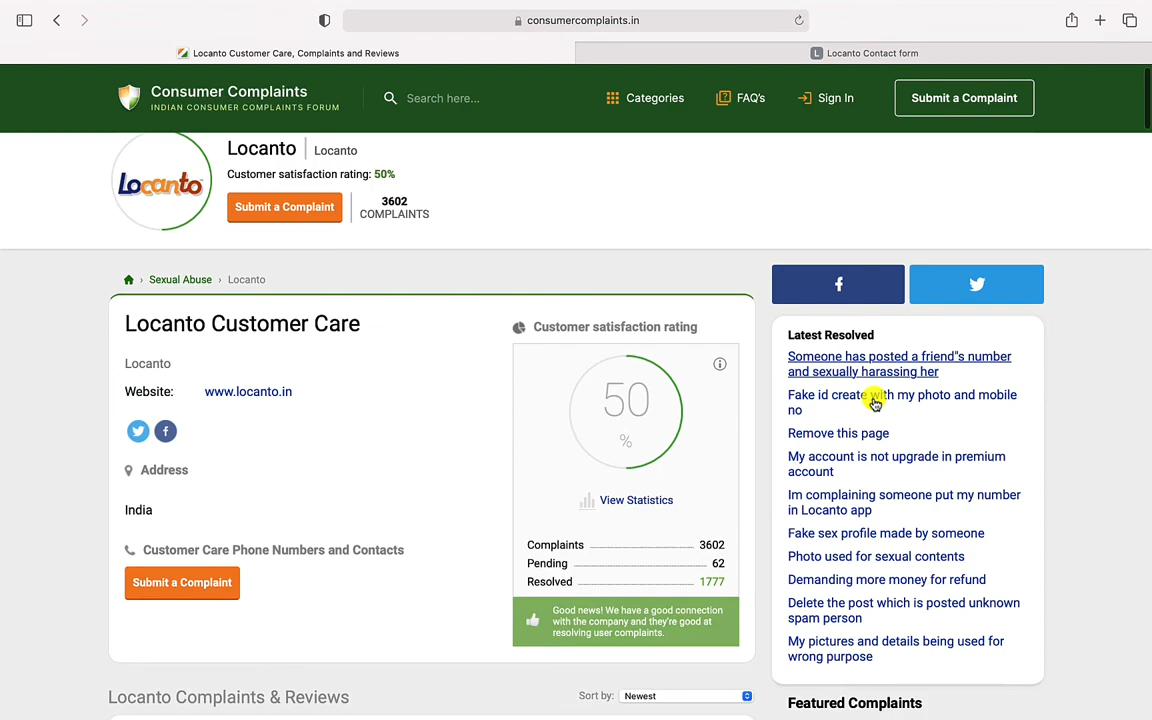 consumercomplaints.in
Locanto Customer Care, Complaints and Reviews
L Locanto Contact form
Consumer Complaints
INDIAN CONSUMER COMPLAINTS FORUM
Search here...
Categories
FAQ's
Sign In
Submit a Complaint
Locanto
Locanto | Locanto
Customer satisfaction rating: 50%
Submit a Complaint
3602
COMPLAINTS
Sexual Abuse › Locanto
Locanto Customer Care
Locanto
Website: www.locanto.in
Address
India
Customer Care Phone Numbers and Contacts
Submit a Complaint
Customer satisfaction rating
50
%
View Statistics
Complaints 3602
Pending 62
Resolved 1777
Good news! We have a good connection
with the company and they're good at
resolving user complaints.
Latest Resolved
Someone has posted a friend"s number
and sexually harassing her
Fake id create with my photo and mobile
no
Remove this page
My account is not upgrade in premium
account
Im complaining someone put my number
in Locanto app
Fake sex profile made by someone
Photo used for sexual contents
Demanding more money for refund
Delete the post which is posted unknown
spam person
My pictures and details being used for
wrong purpose
Locanto Complaints & Reviews
Sort by: Newest
Featured Complaints